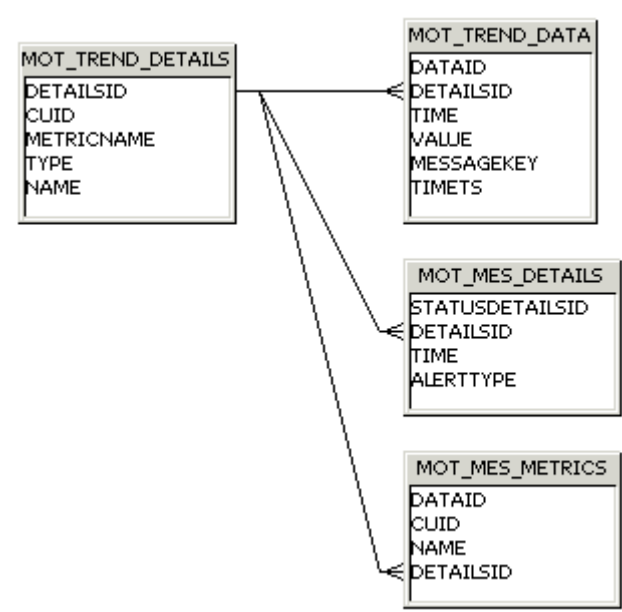 MOT_TREND_DETAILS
DETAILSID
CUID
METRICNAME
TYPE
NAME
MOT_TREND_DATA
DATAID
DETAILSID
TIME
VALUE
MESSAGEKEY
TIMETS
MOT_MES_DETAILS
STATUSDETAILSID
DETAILSID
TIME
ALERTTYPE
MOT_MES_METRICS
DATAID
CUID
NAME
DETAILSID